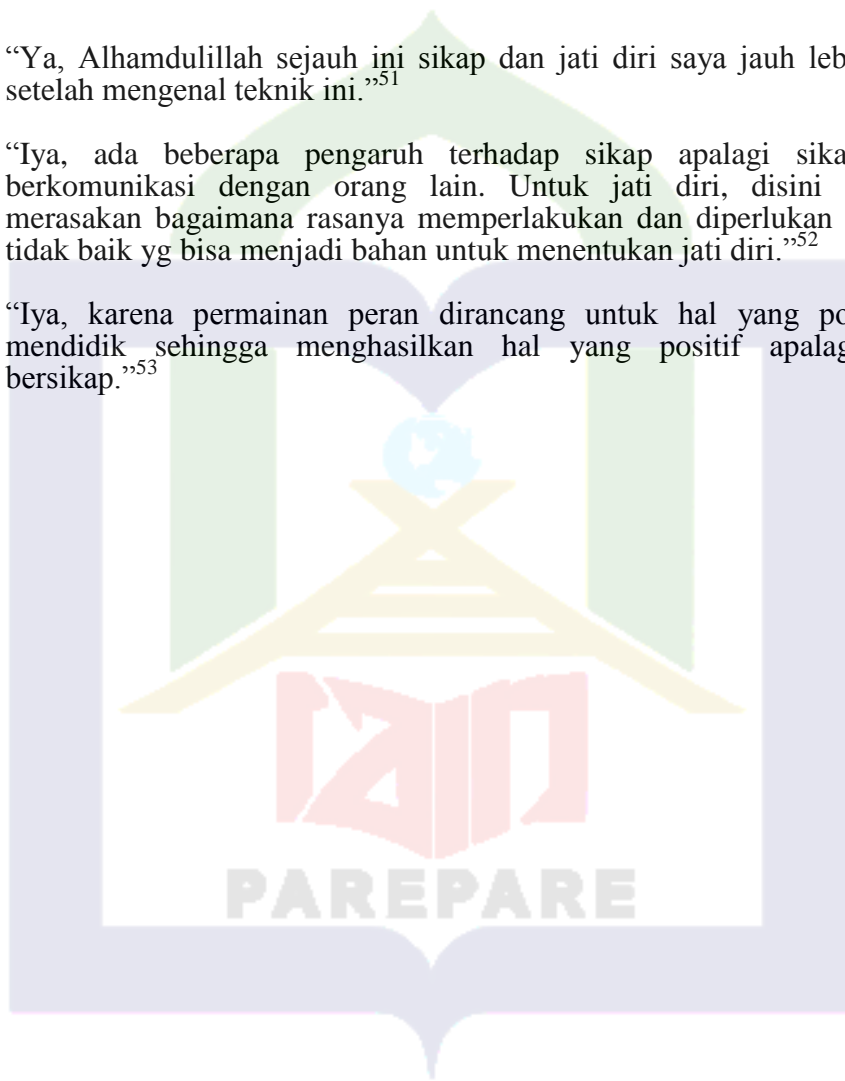 “Ya, Alhamdulillah sejauh ini sikap dan jati diri saya jauh leb
setelah mengenal teknik ini.”51
“Iya, ada beberapa pengaruh terhadap sikap apalagi sika
berkomunikasi dengan orang lain. Untuk jati diri, disini
merasakan bagaimana rasanya memperlakukan dan diperlukan
tidak baik yg bisa menjadi bahan untuk menentukan jati diri.”52
“Iya, karena permainan peran dirancang untuk hal yang po
mendidik sehingga menghasilkan hal yang positif apalag
bersikap.”53
iain
PAREPARE